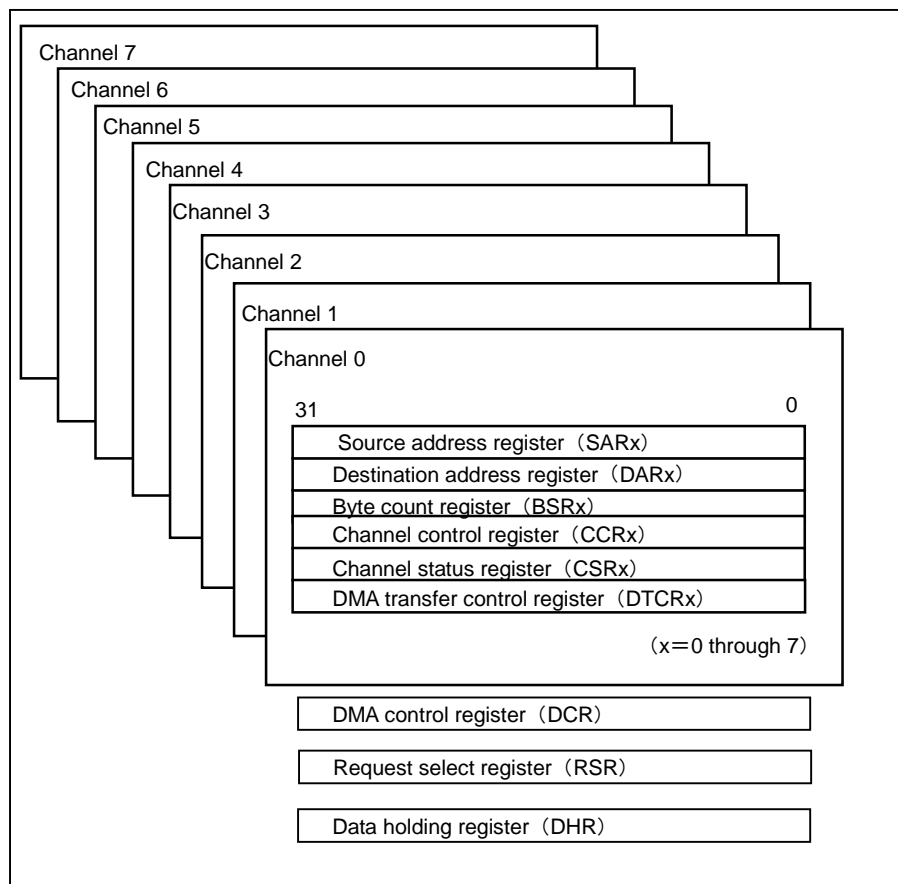 Channel 7
Channel 6
Channel 5
Channel 4
Channel 3
Channel 2
Channel 1
Channel 0
31 0
Source address register（SARx）
Destination address register（DARx）
Byte count register（BSRx）
Channel control register（CCRx）
Channel status register（CSRx）
DMA transfer control register（DTCRx）
（x＝0 through 7）
DMA control register（DCR）
Request select register（RSR）
Data holding register（DHR）